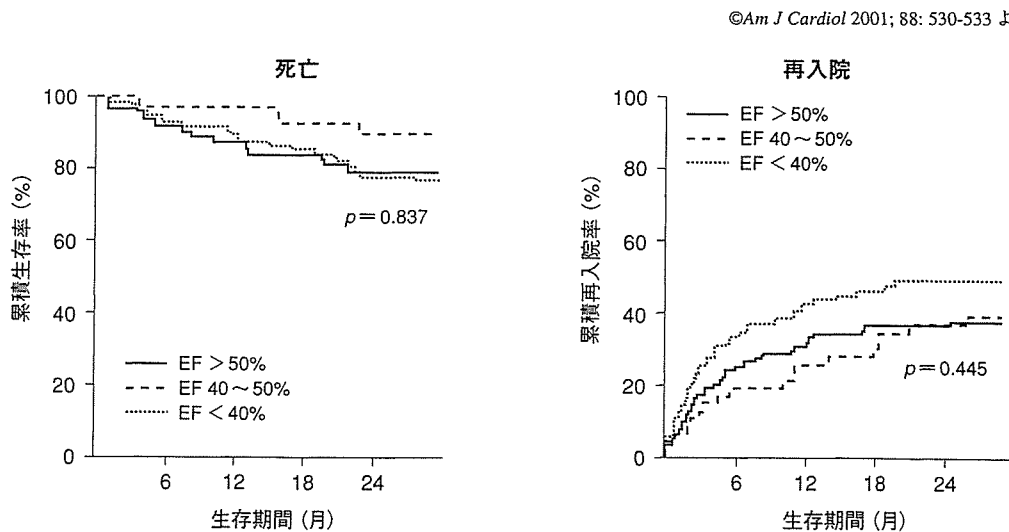 ©Am J Cardiol 2001; 88: 530-533 よ
死亡
累積生存率 (%)
100
80
60
40
20
0
p＝0.837
EF＞50%
EF 40～50%
EF＜40%
6 12 18 24
生存期間 (月)
再入院
累積再入院率 (%)
100
80
60
40
20
0
EF＞50%
EF 40～50%
EF＜40%
p＝0.445
6 12 18 24
生存期間 (月)